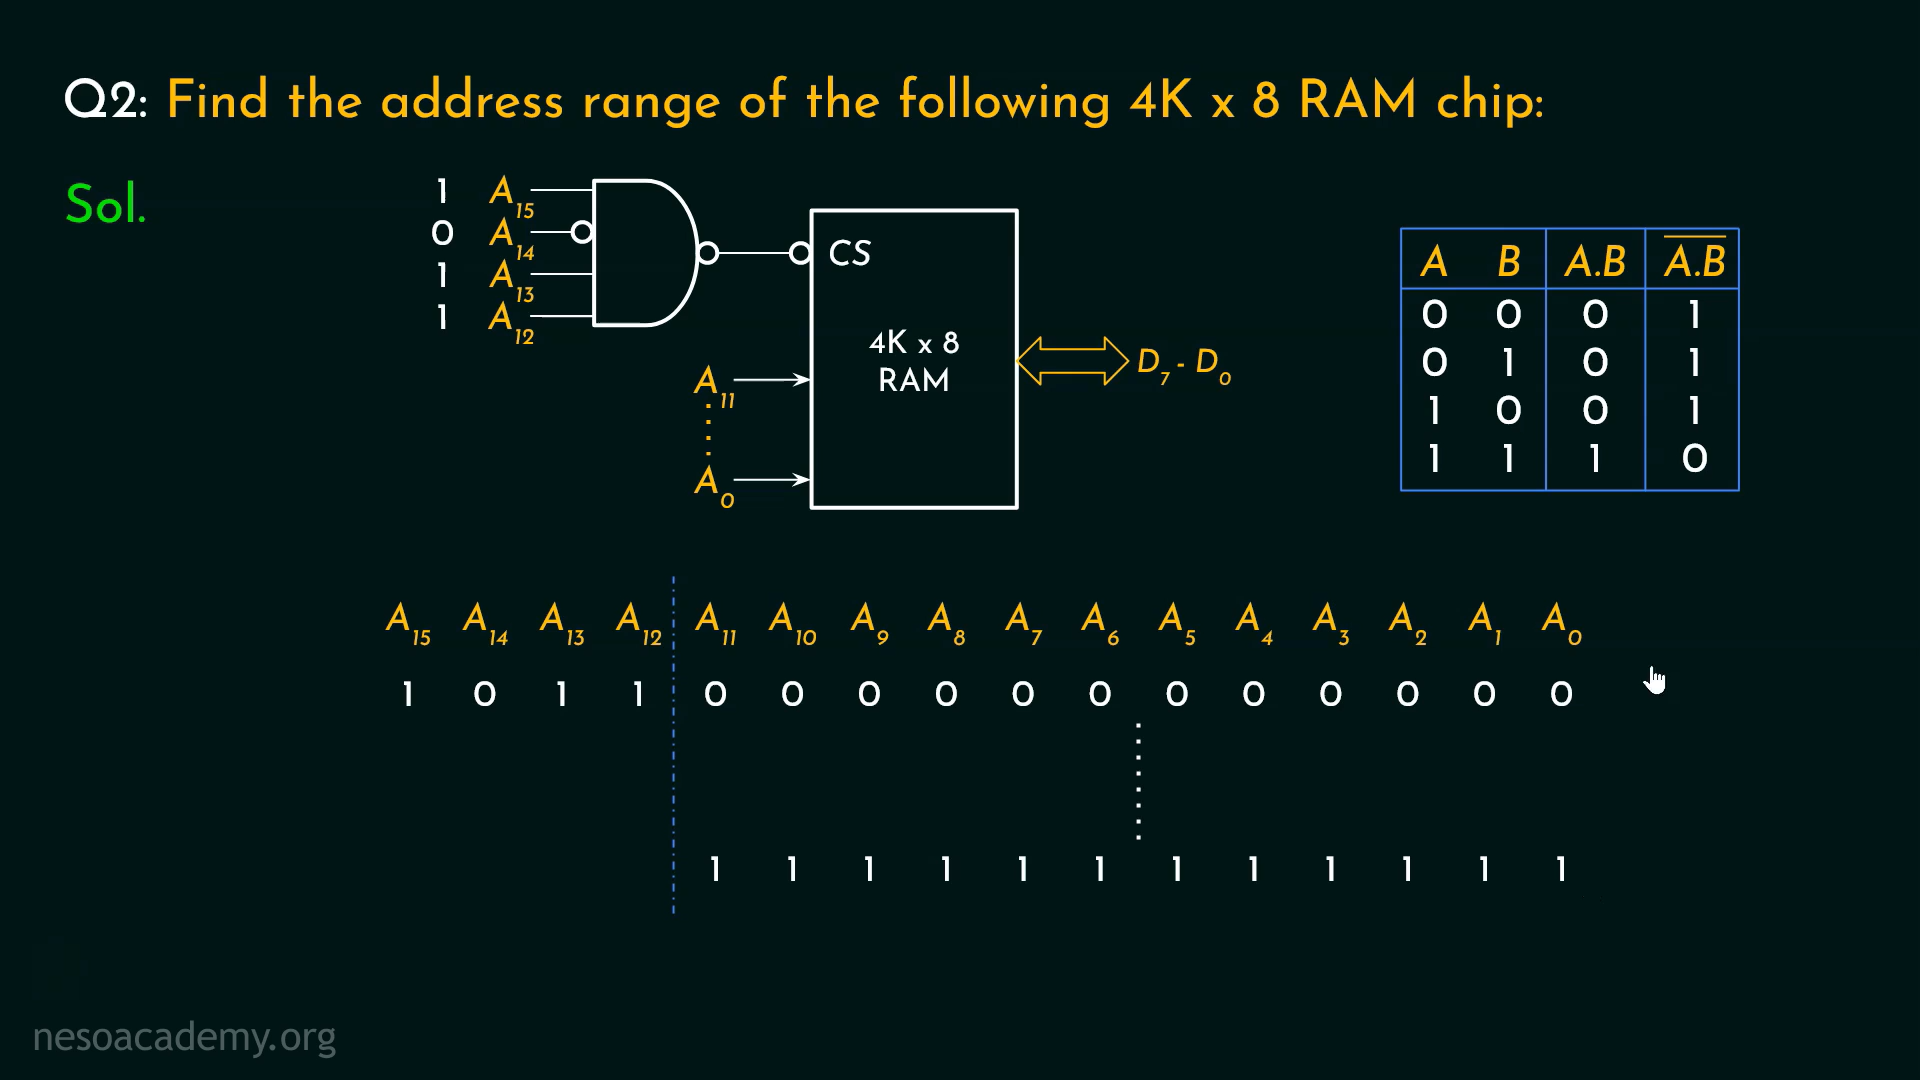 Q2: Find the address range of the following 4K x 8 RAM chip:
Sol.
1 A15
0 A14
1 A13
1 A12
CS
4K x 8
RAM
A11
A0
D7 - D0
A B A.B A̅.̅B̅
0 0 0 1
0 1 0 1
1 0 0 1
1 1 1 0
A15 A14 A13 A12 A11 A10 A9 A8 A7 A6 A5 A4 A3 A2 A1 A0
1 0 1 1 0 0 0 0 0 0 0 0 0 0 0 0
1 1 1 1 1 1 1 1 1 1 1 1
nesoacademy.org